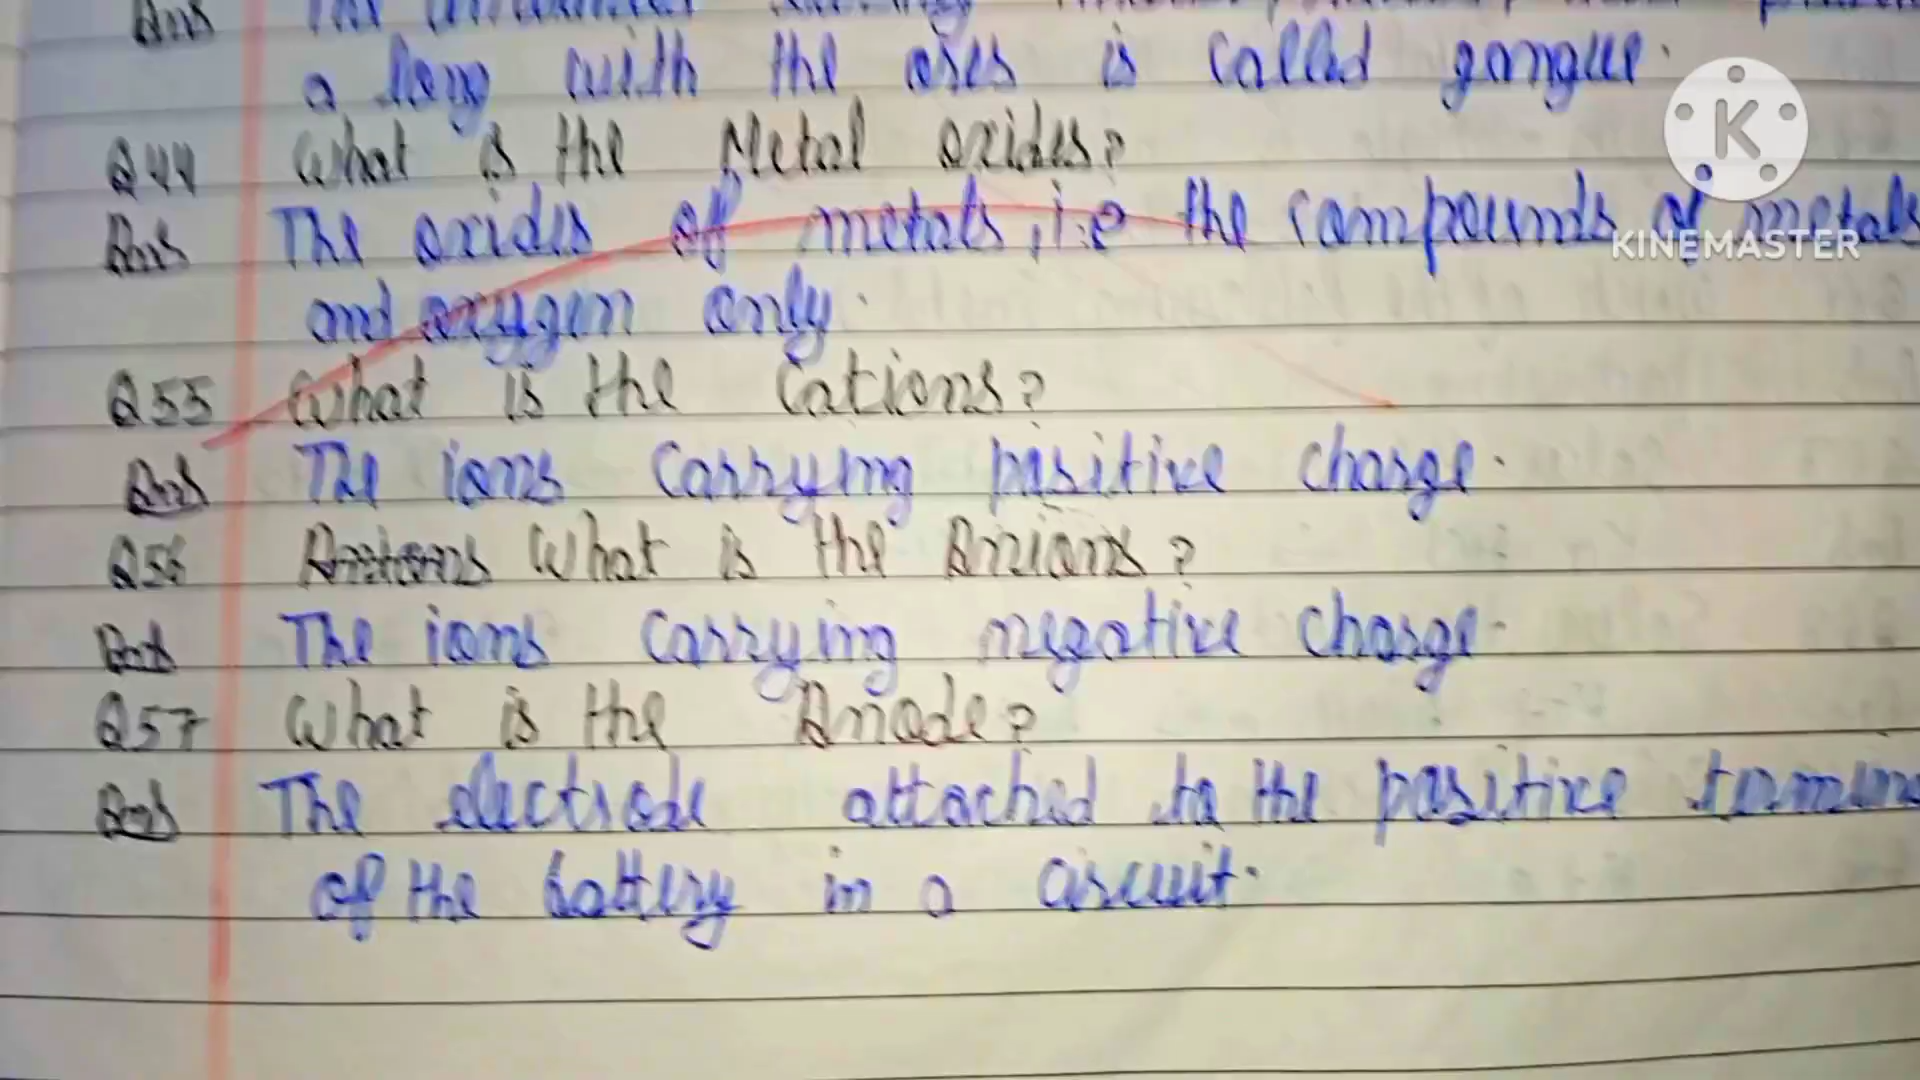 Ans The
a long with the ores is called gangue.
Q44 What is the Metal oxides?
Ans The oxides of metals, i.e the compounds of metals
and oxygen only.
Q55 What is the Cations?
Ans The ions carrying positive charge.
Q56 What is the Anions?
Ans The ions carrying negative charge.
Q57 What is the Anode?
Ans The electrode attached to the positive termin
of the battery in a circuit.
K
KINEMASTER